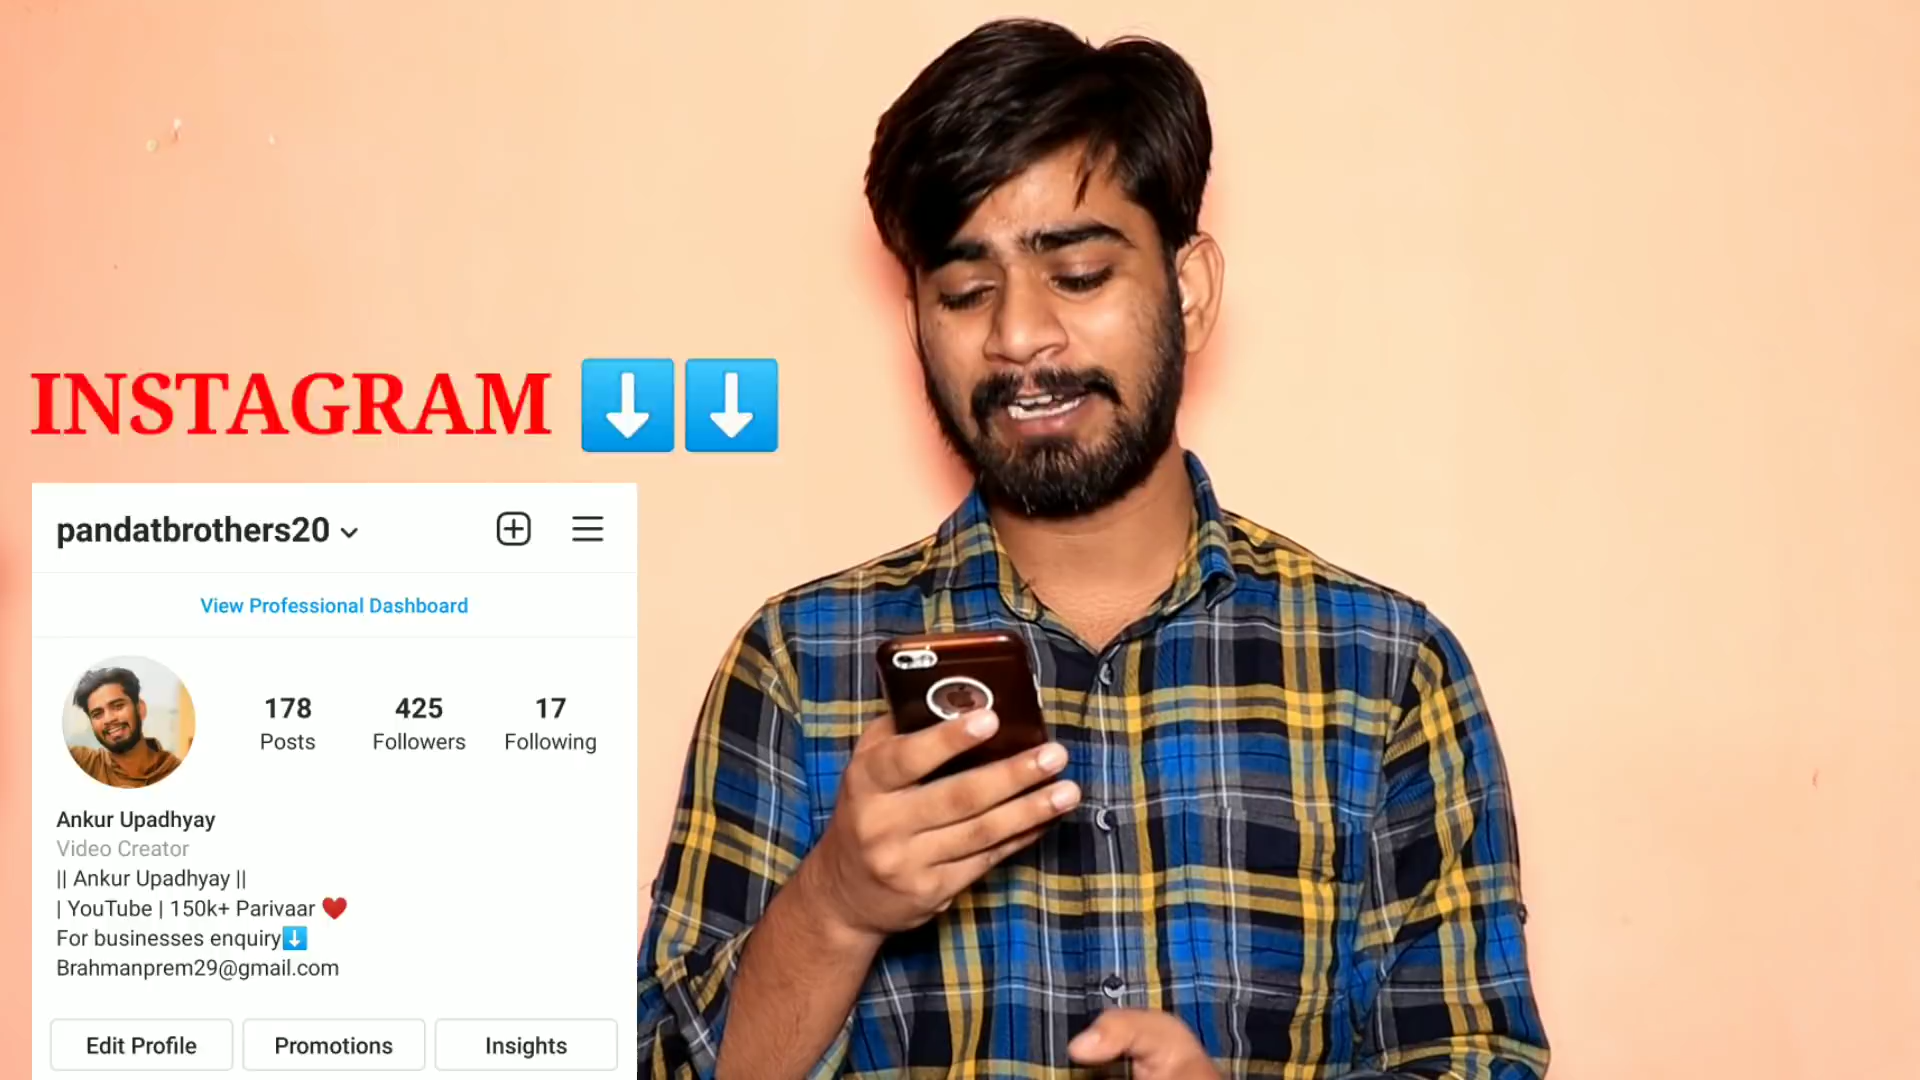 INSTAGRAM ⬇️⬇️
pandatbrothers20
View Professional Dashboard
178 425 17
Posts Followers Following
Ankur Upadhyay
Video Creator
|| Ankur Upadhyay ||
| YouTube | 150k+ Parivaar ❤️
For businesses enquiry⬇️
Brahmanprem29@gmail.com
Edit Profile Promotions Insights